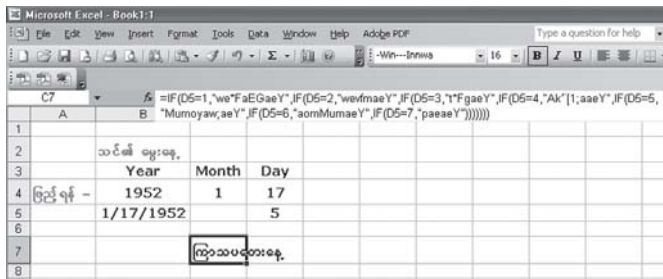 Microsoft Excel - Book1:1
File Edit View Insert Format Tools Data Window Help Adobe PDF Type a question for help
-Win---Innwa 16 B I U
C7 fx =IF(D5=1,"we*FaEGaeY",IF(D5=2,"wevfmaeY",IF(D5=3,"t*FgaeY",IF(D5=4,"Ak"[1;aaeY",IF(D5=5,
"Mumoyaw;aeY",IF(D5=6,"aomMumaeY",IF(D5=7,"paeaeY")))))))
A B
1
2 သင်၏ မွေးနေ့
3 Year Month Day
4 ဖြည့်ရန် - 1952 1 17
5 1/17/1952 5
6
7 ကြာသပတေးနေ့
8